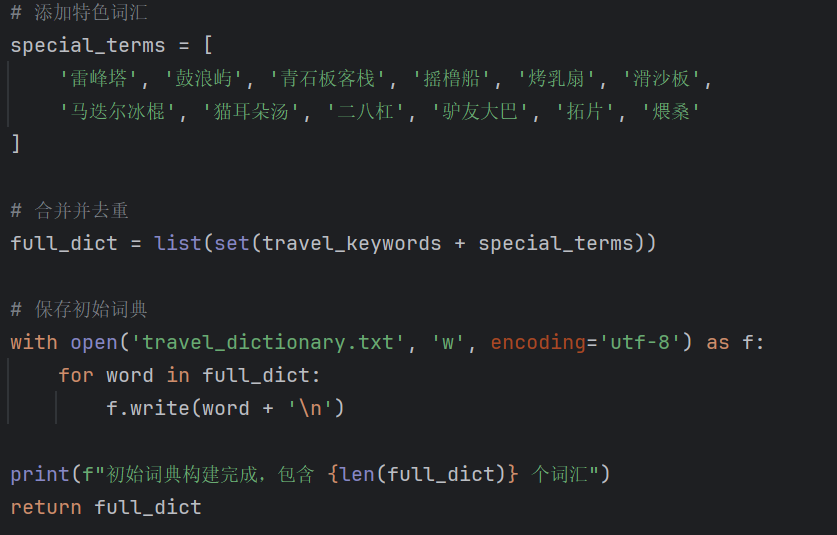 # 添加特色词汇
special_terms = [
    '雷峰塔', '鼓浪屿', '青石板客栈', '摇橹船', '烤乳扇', '滑沙板',
    '马迭尔冰棍', '猫耳朵汤', '二八杠', '驴友大巴', '拓片', '煨桑'
]
# 合并并去重
full_dict = list(set(travel_keywords + special_terms))
# 保存初始词典
with open('travel_dictionary.txt', 'w', encoding='utf-8') as f:
    for word in full_dict:
        f.write(word + '\n')
print(f"初始词典构建完成，包含 {len(full_dict)} 个词汇")
return full_dict